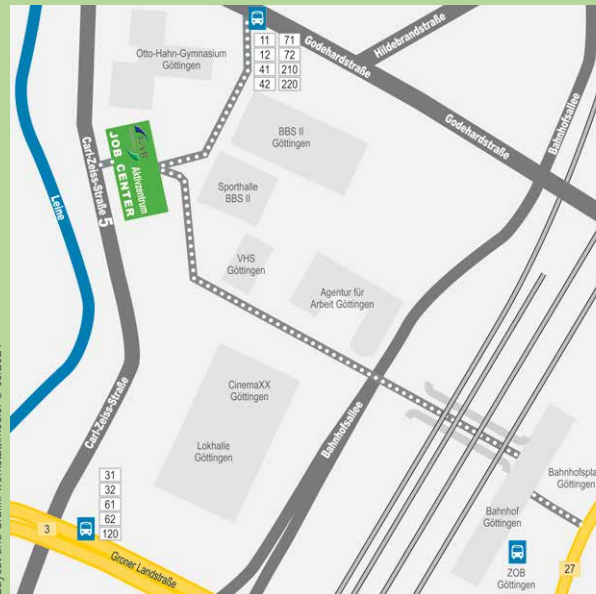 Otto-Hahn-Gymnasium
Göttingen
11 71
12 72
41 210
42 220
Godehardstraße
Hildebrandstraße
Godehardstraße
Bahnhofsallee
BBS II
Göttingen
Aktivzentrum
JOB CENTER
Carl-Zeiss-Straße 5
Leine
Sporthalle
BBS II
VHS
Göttingen
Agentur für
Arbeit Göttingen
CinemaXX
Göttingen
Lokhalle
Göttingen
Carl-Zeiss-Straße
Bahnhofsallee
31
32
61
62
120
3
Groner Landstraße
Bahnhofspla
Göttingen
Bahnhof
Göttingen
ZOB
Göttingen
27